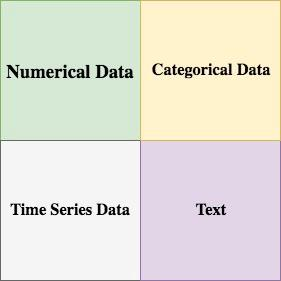 Numerical Data
Categorical Data
Time Series Data
Text